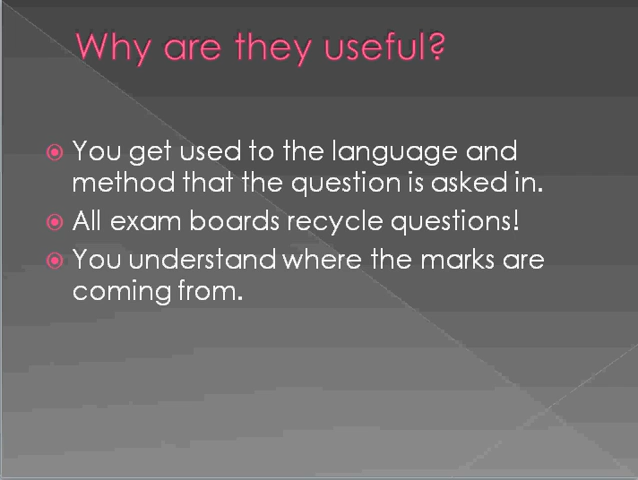 Why are they useful?
You get used to the language and
method that the question is asked in.
All exam boards recycle questions!
You understand where the marks are
coming from.